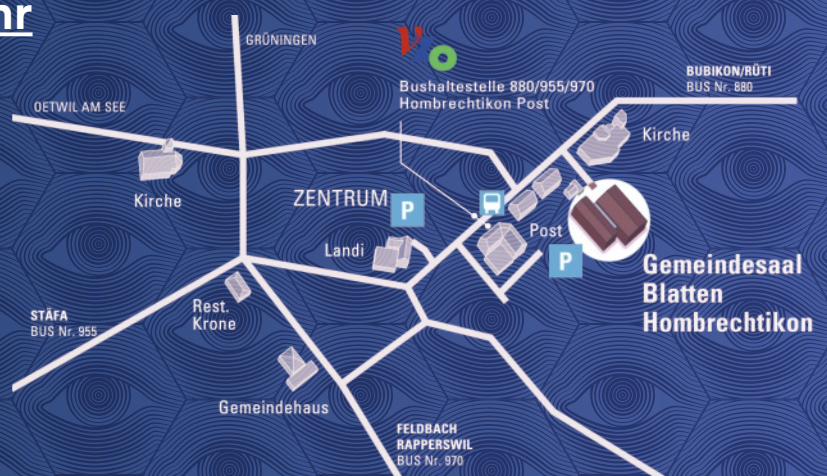 hr
GRÜNINGEN
OETWIL AM SEE
Bushaltestelle 880/955/970
Hombrechtikon Post
BUBIKON/RÜTI
BUS Nr. 880
Kirche
Kirche
ZENTRUM
P
Landi
Post
P
Gemeindesaal
Blatten
Hombrechtikon
Rest.
Krone
STÄFA
BUS Nr. 955
Gemeindehaus
FELDBACH
RAPPERSWIL
BUS Nr. 970